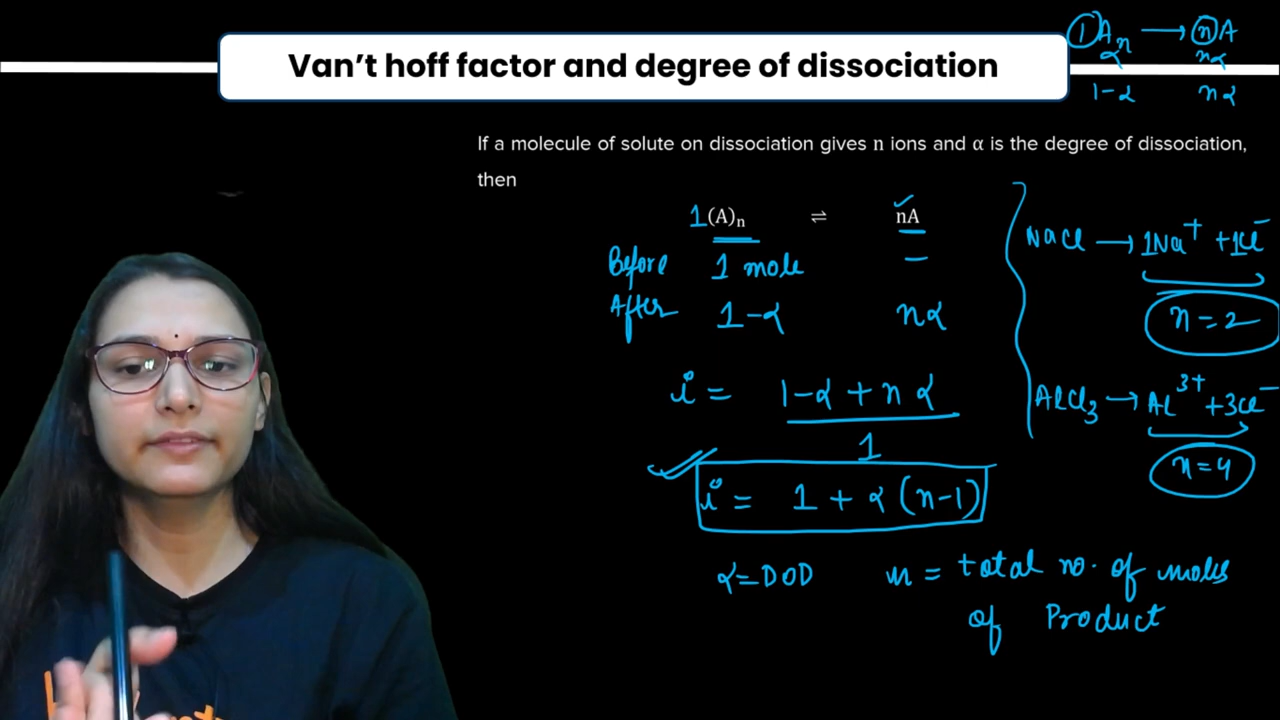 Van't hoff factor and degree of dissociation
1 Aₙ → n A
α nα
1-α nα
If a molecule of solute on dissociation gives n ions and α is the degree of dissociation,
then
1 (A)ₙ ⇌ nA
Before 1 mole –
After 1-α nα
i = 1-α + n α
1
i = 1 + α (n-1)
α = DOD n = total no. of moles
of Product
NaCl → 1Na⁺ + 1Cl⁻
n = 2
AlCl₃ → Al³⁺ + 3Cl⁻
n = 4